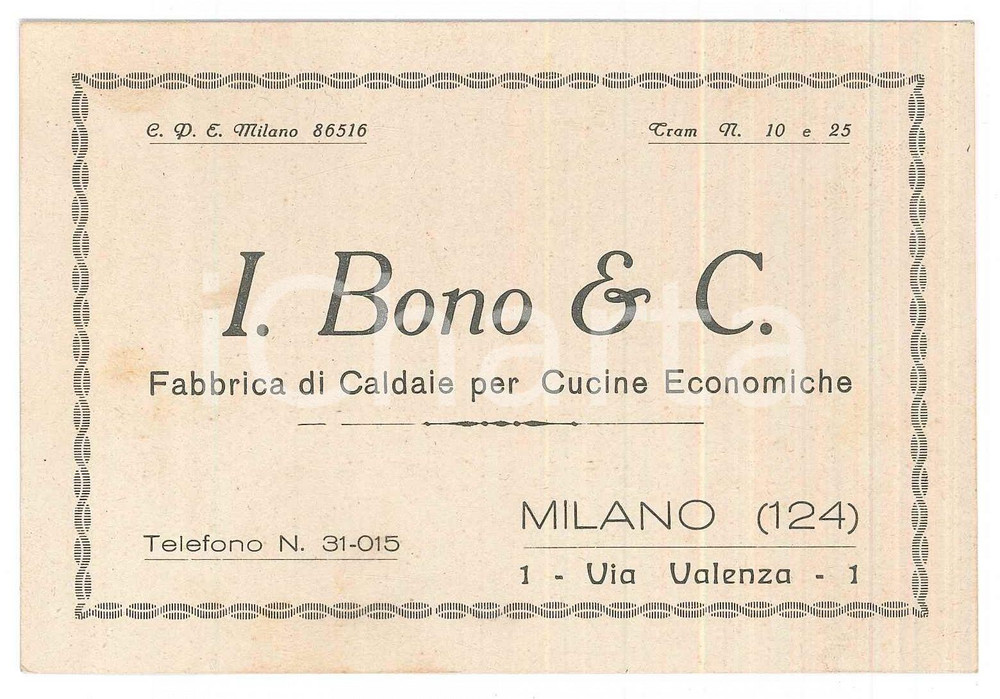 C. P. E. Milano 86516
Tram N. 10 e 25
I. Bono & C.
Fabbrica di Caldaie per Cucine Economiche
Telefono N. 31-015
MILANO (124)
1 - Via Valenza - 1
iCharta